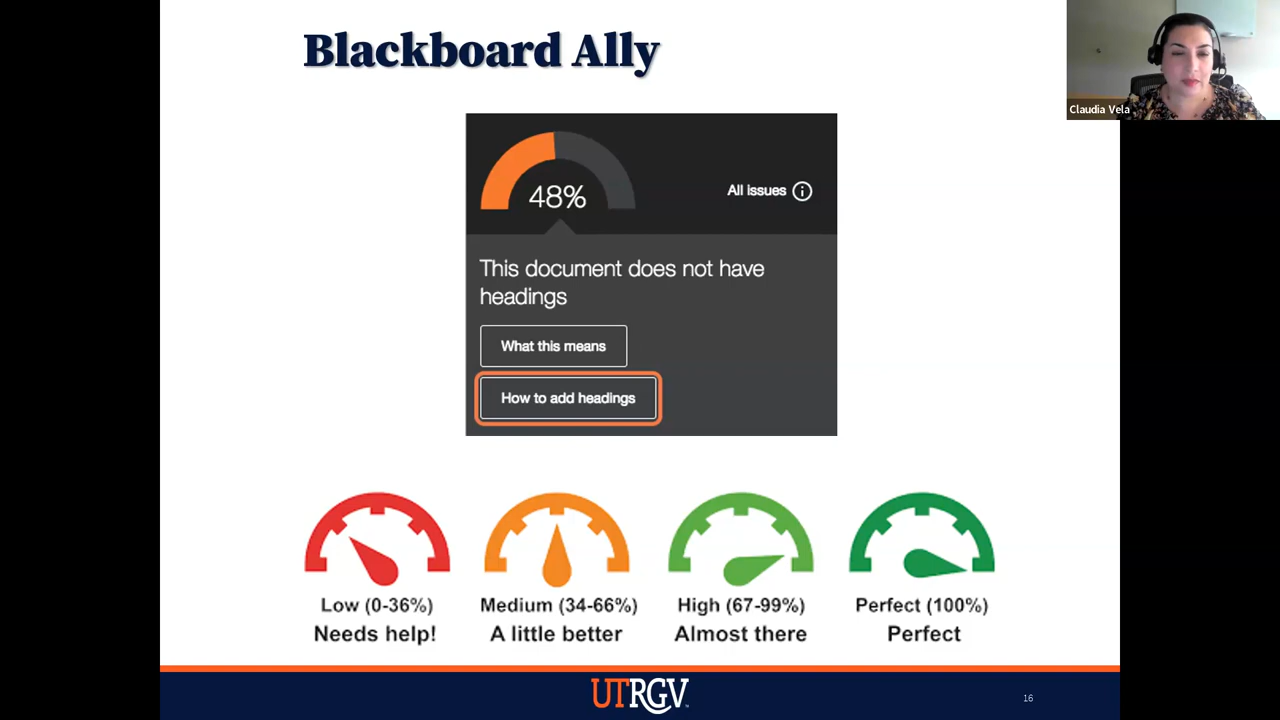 Blackboard Ally
Claudia Vela
48%
All issues
This document does not have
headings
What this means
How to add headings
Low (0-36%)
Needs help!
Medium (34-66%)
A little better
High (67-99%)
Almost there
Perfect (100%)
Perfect
UTRGV
16